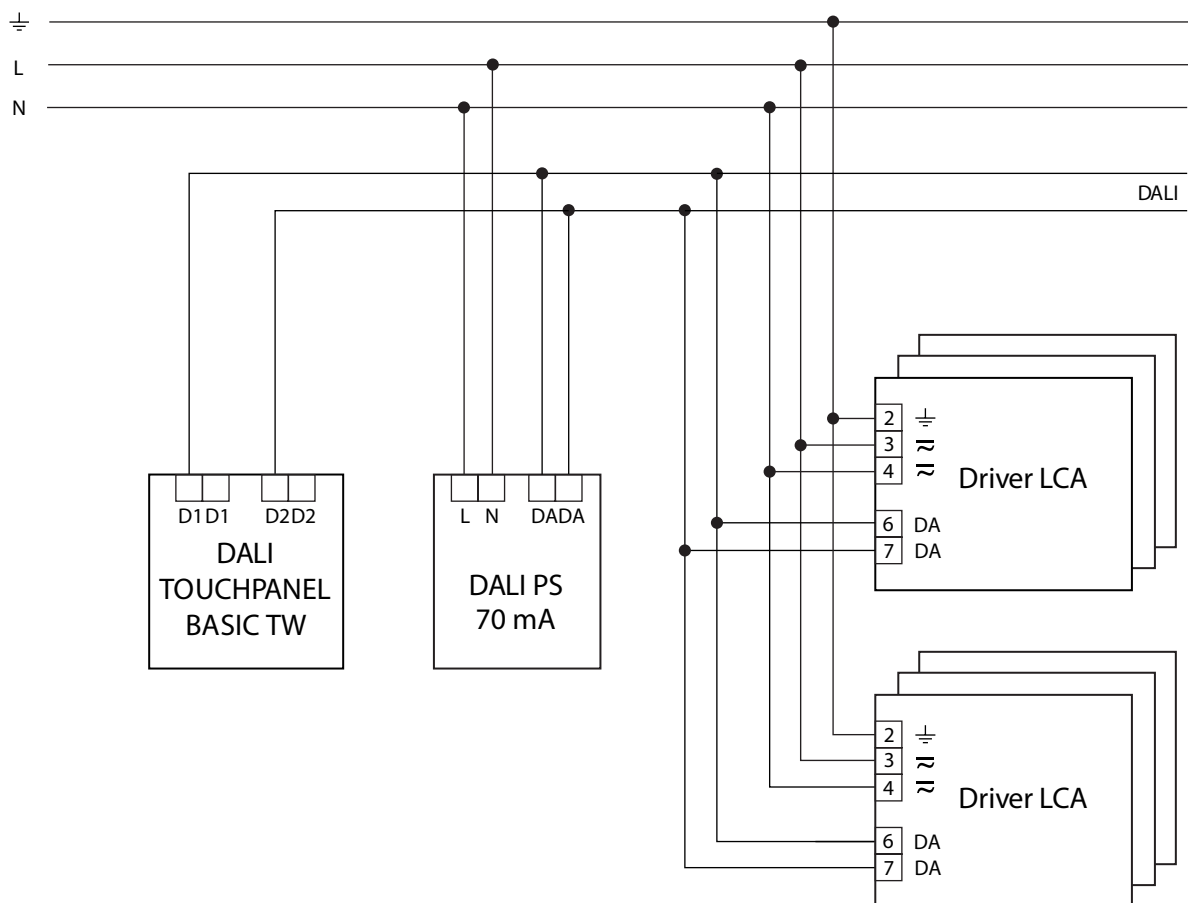 L
N
DALI
2
3
4
Driver LCA
6 DA
7 DA
D1 D1 D2 D2
DALI
TOUCHPANEL
BASIC TW
L N DA DA
DALI PS
70 mA
2
3
4
Driver LCA
6 DA
7 DA